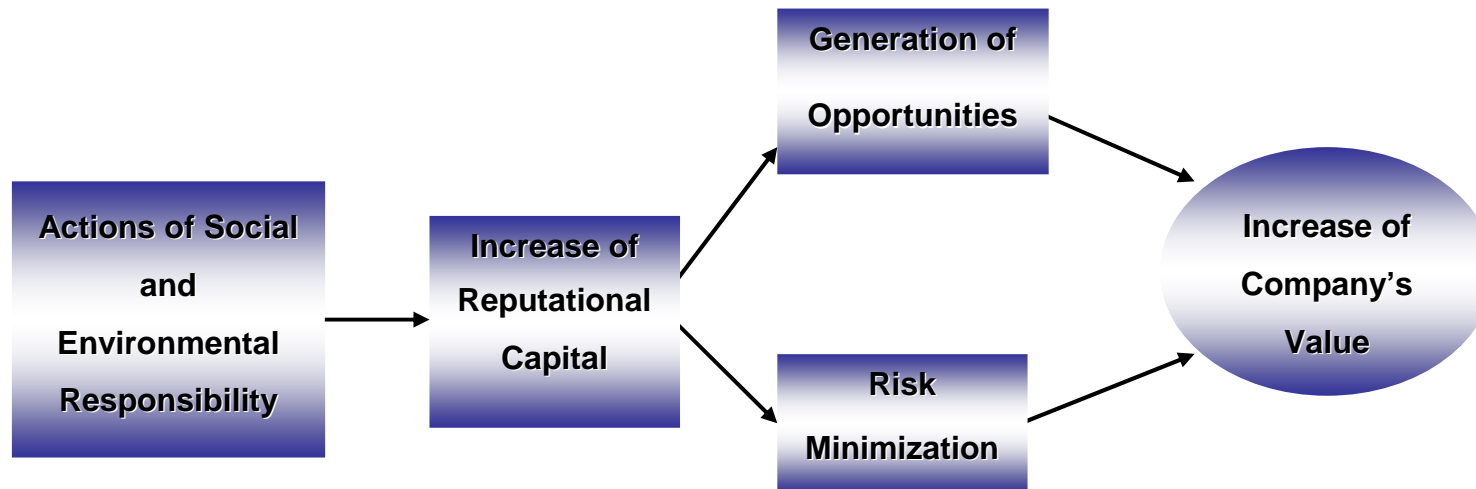 Actions of Social
and
Environmental
Responsibility
Increase of
Reputational
Capital
Generation of
Opportunities
Risk
Minimization
Increase of
Company’s
Value